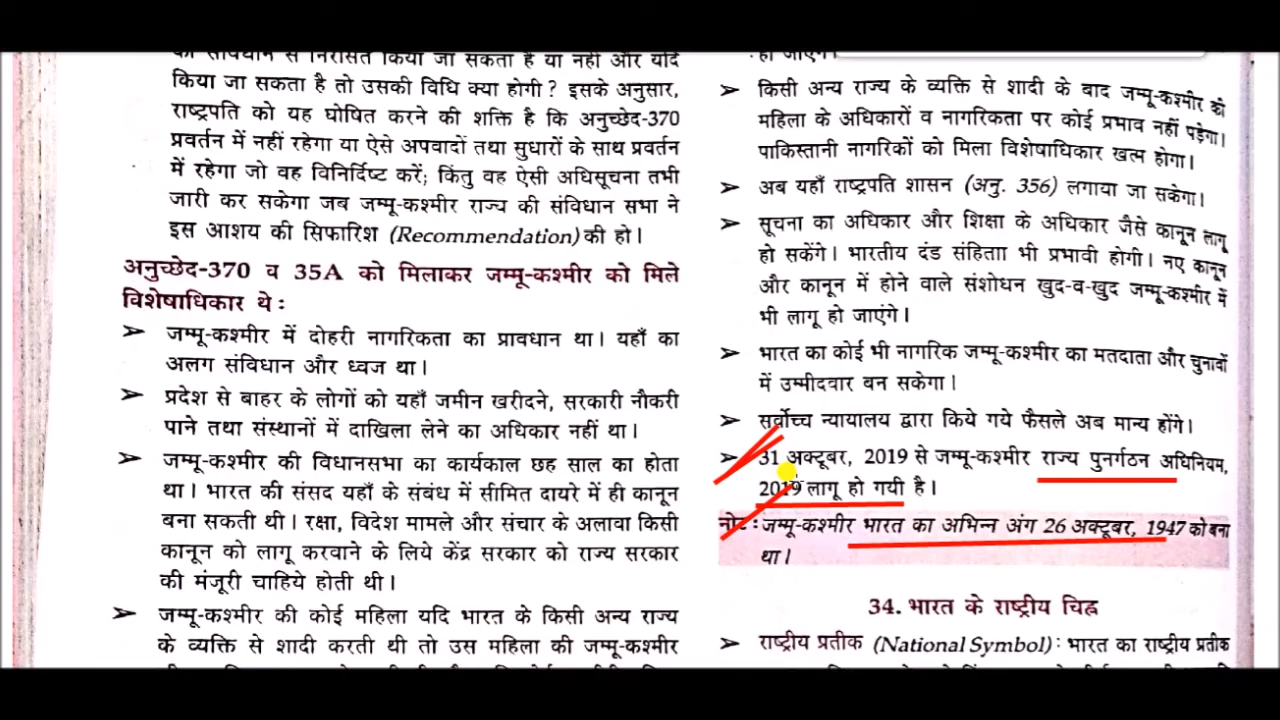 का संविधान से निरसित किया जा सकता है या नहीं और यदि
किया जा सकता है तो उसकी विधि क्या होगी? इसके अनुसार,
राष्ट्रपति को यह घोषित करने की शक्ति है कि अनुच्छेद-370
प्रवर्तन में नहीं रहेगा या ऐसे अपवादों तथा सुधारों के साथ प्रवर्तन
में रहेगा जो वह विनिर्दिष्ट करें; किंतु वह ऐसी अधिसूचना तभी
जारी कर सकेगा जब जम्मू-कश्मीर राज्य की संविधान सभा ने
इस आशय की सिफारिश (Recommendation) की हो।
अनुच्छेद-370 व 35A को मिलाकर जम्मू-कश्मीर को मिले
विशेषाधिकार थे :
➢ जम्मू-कश्मीर में दोहरी नागरिकता का प्रावधान था। यहाँ का
अलग संविधान और ध्वज था।
➢ प्रदेश से बाहर के लोगों को यहाँ जमीन खरीदने, सरकारी नौकरी
पाने तथा संस्थानों में दाखिला लेने का अधिकार नहीं था।
➢ जम्मू-कश्मीर की विधानसभा का कार्यकाल छह साल का होता
था। भारत की संसद यहाँ के संबंध में सीमित दायरे में ही कानून
बना सकती थी। रक्षा, विदेश मामले और संचार के अलावा किसी
कानून को लागू करवाने के लिये केंद्र सरकार को राज्य सरकार
की मंजूरी चाहिये होती थी।
➢ जम्मू-कश्मीर की कोई महिला यदि भारत के किसी अन्य राज्य
के व्यक्ति से शादी करती थी तो उस महिला की जम्मू-कश्मीर
हो जाएंगे।
➢ किसी अन्य राज्य के व्यक्ति से शादी के बाद जम्मू-कश्मीर की
महिला के अधिकारों व नागरिकता पर कोई प्रभाव नहीं पड़ेगा।
पाकिस्तानी नागरिकों को मिला विशेषाधिकार खत्म होगा।
➢ अब यहाँ राष्ट्रपति शासन (अनु. 356) लगाया जा सकेगा।
➢ सूचना का अधिकार और शिक्षा के अधिकार जैसे कानून लागू
हो सकेंगे। भारतीय दंड संहिताा भी प्रभावी होगी। नए कानून
और कानून में होने वाले संशोधन खुद-व-खुद जम्मू-कश्मीर में
भी लागू हो जाएंगे।
➢ भारत का कोई भी नागरिक जम्मू-कश्मीर का मतदाता और चुनावों
में उम्मीदवार बन सकेगा।
➢ सर्वोच्च न्यायालय द्वारा किये गये फैसले अब मान्य होंगे।
➢ 31 अक्टूबर, 2019 से जम्मू-कश्मीर राज्य पुनर्गठन अधिनियम,
2019 लागू हो गयी है।
नोट : जम्मू-कश्मीर भारत का अभिन्न अंग 26 अक्टूबर, 1947 को बना
था।
34. भारत के राष्ट्रीय चिह्न
➢ राष्ट्रीय प्रतीक (National Symbol) : भारत का राष्ट्रीय प्रतीक